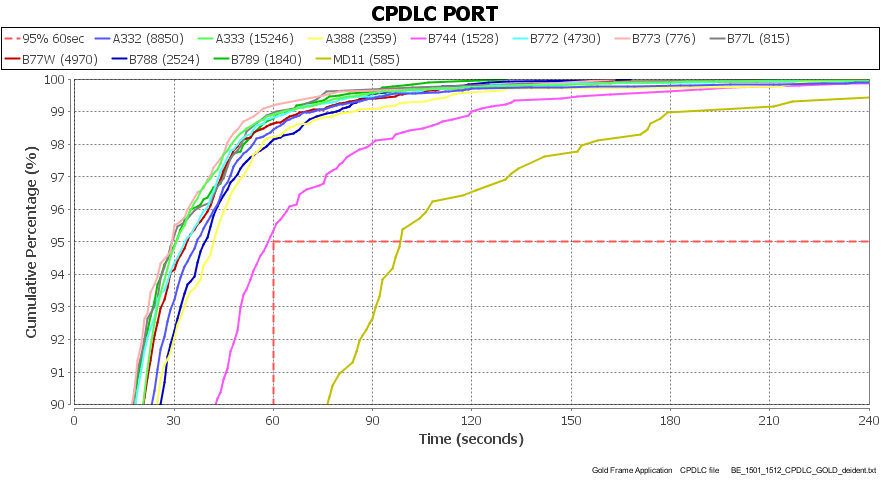 CPDLC PORT
95% 60sec A332 (8850) A333 (15246) A388 (2359) B744 (1528) B772 (4730) B773 (776) B77L (815)
B77W (4970) B788 (2524) B789 (1840) MD11 (585)
100
99
98
97
96
95
94
93
92
91
90
Cumulative Percentage (%)
0 30 60 90 120 150 180 210 240
Time (seconds)
Gold Frame Application CPDLC file BE_1501_1512_CPDLC_GOLD_deident.txt